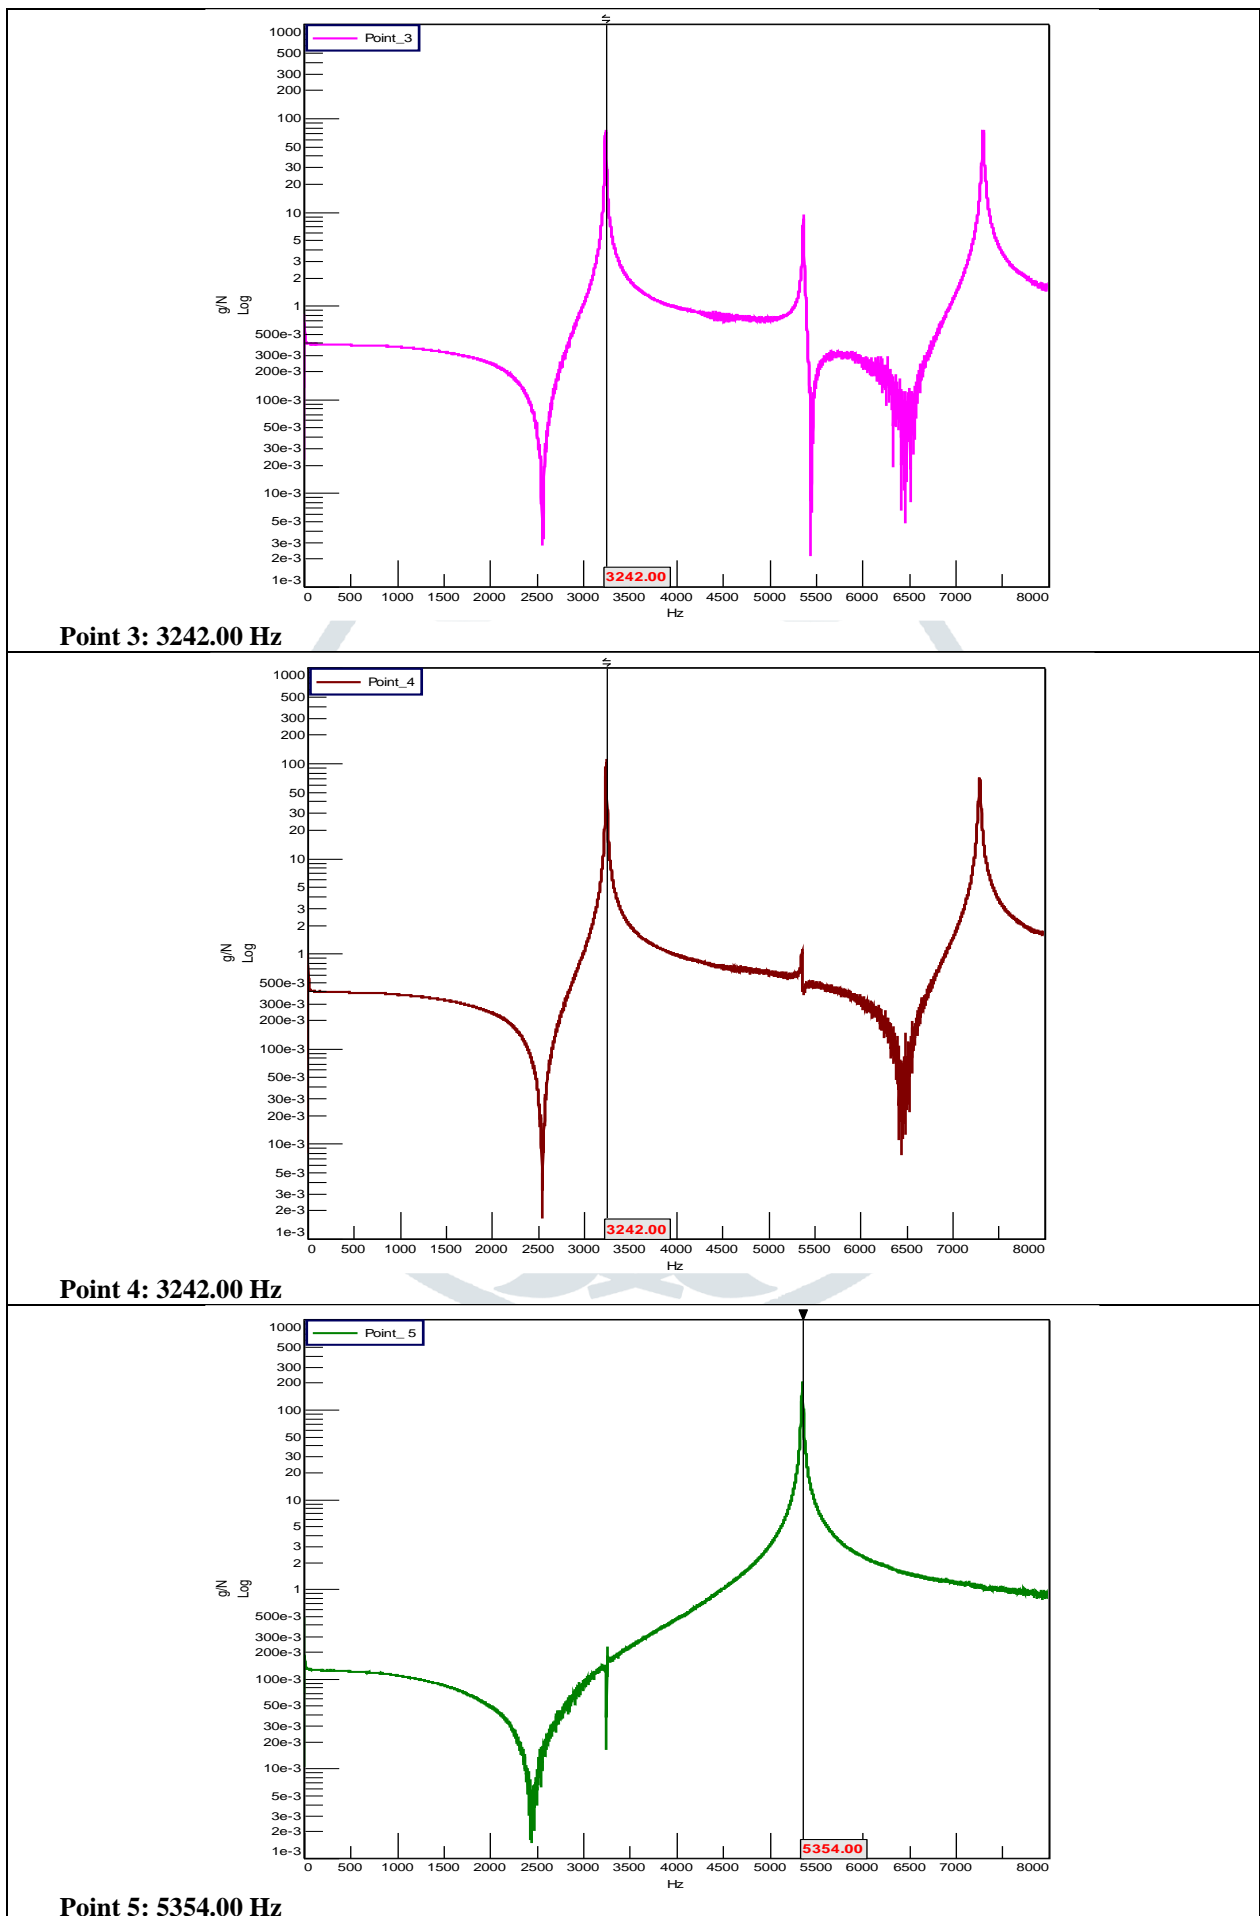 Point_3
1000
500
300
200
100
50
30
20
10
5
3
2
1
500e-3
300e-3
200e-3
100e-3
50e-3
30e-3
20e-3
10e-3
5e-3
3e-3
2e-3
1e-3
g/N
Log
3242.00
0 500 1000 1500 2000 2500 3000 3500 4000 4500 5000 5500 6000 6500 7000 8000
Hz
Point 3: 3242.00 Hz
Point_4
1000
500
300
200
100
50
30
20
10
5
3
2
1
500e-3
300e-3
200e-3
100e-3
50e-3
30e-3
20e-3
10e-3
5e-3
3e-3
2e-3
1e-3
g/N
Log
3242.00
0 500 1000 1500 2000 2500 3000 3500 4000 4500 5000 5500 6000 6500 7000 8000
Hz
Point 4: 3242.00 Hz
Point_ 5
1000
500
300
200
100
50
30
20
10
5
3
2
1
500e-3
300e-3
200e-3
100e-3
50e-3
30e-3
20e-3
10e-3
5e-3
3e-3
2e-3
1e-3
g/N
Log
5354.00
0 500 1000 1500 2000 2500 3000 3500 4000 4500 5000 5500 6000 6500 7000 8000
Hz
Point 5: 5354.00 Hz